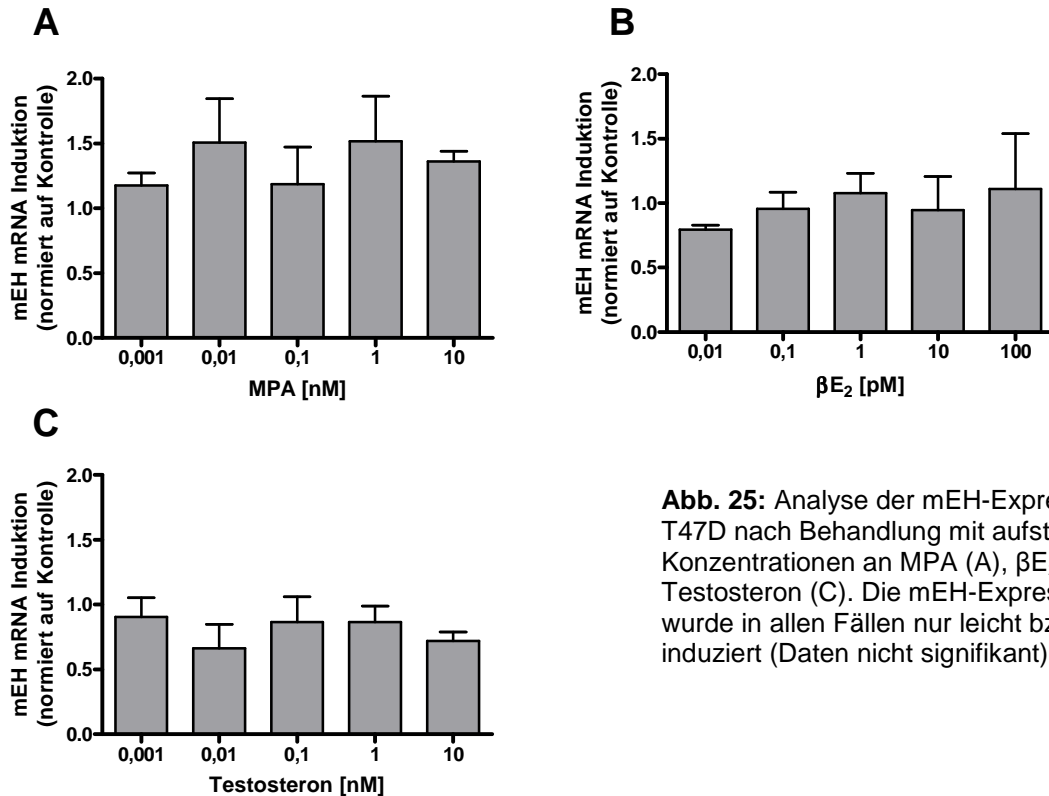 A
mEH mRNA Induktion
(normiert auf Kontrolle)
2.0
1.5
1.0
0.5
0.0
0,001 0,01 0,1 1 10
MPA [nM]
B
mEH mRNA Induktion
(normiert auf Kontrolle)
2.0
1.5
1.0
0.5
0.0
0,01 0,1 1 10 100
βE2 [pM]
C
mEH mRNA Induktion
(normiert auf Kontrolle)
2.0
1.5
1.0
0.5
0.0
0,001 0,01 0,1 1 10
Testosteron [nM]
Abb. 25: Analyse der mEH-Expre
T47D nach Behandlung mit aufst
Konzentrationen an MPA (A), βE
Testosteron (C). Die mEH-Expres
wurde in allen Fällen nur leicht bz
induziert (Daten nicht signifikant)